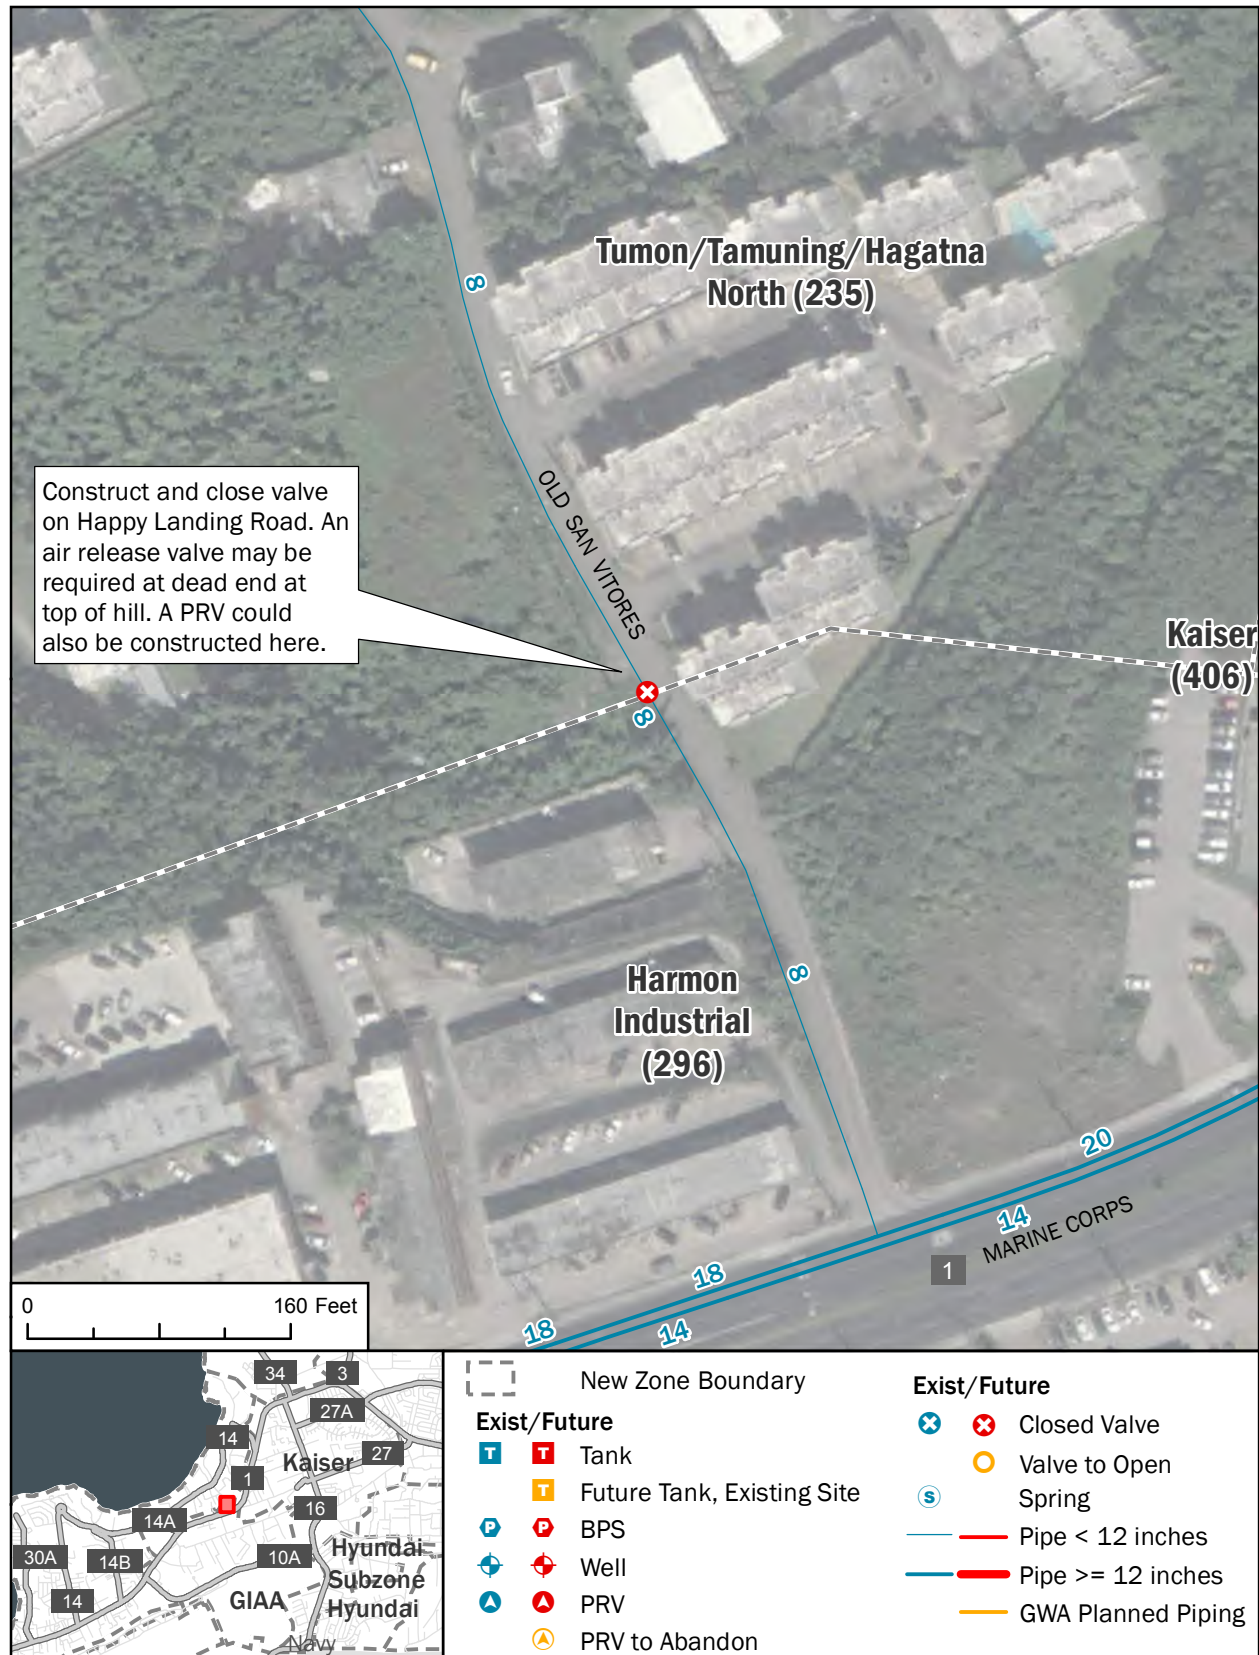 Tumon/Tamuning/Hagatna
North (235)
8
OLD SAN VITORES
Construct and close valve
on Happy Landing Road. An
air release valve may be
required at dead end at
top of hill. A PRV could
also be constructed here.
Kaiser
(406)
8
Harmon
Industrial
(296)
8
20
14
MARINE CORPS
1
18
18
14
0 160 Feet
34
3
27A
14
Kaiser
27
1
16
14A
30A
14B
10A
Hyundai
Subzone
Hyundai
14
GIAA
Navy
New Zone Boundary
Exist/Future
T T Tank
T Future Tank, Existing Site
P P BPS
Well
PRV
PRV to Abandon
Exist/Future
Closed Valve
Valve to Open
S Spring
Pipe < 12 inches
Pipe >= 12 inches
GWA Planned Piping